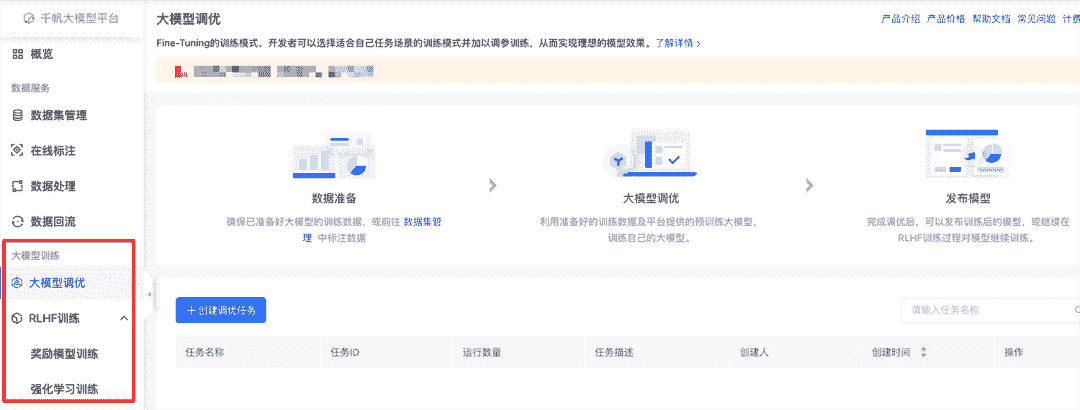 千帆大模型平台
概览
数据服务
数据集管理
在线标注
数据处理
数据回流
大模型训练
大模型调优
RLHF训练
奖励模型训练
强化学习训练
大模型调优
产品介绍 产品价格 帮助文档 常见问题 计费
Fine-Tuning的训练模式，开发者可以选择适合自己任务场景的训练模式并加以调参训练，从而实现理想的模型效果。了解详情 >
数据准备
确保已准备好大模型的训练数据，或前往 数据集管
理 中标注数据
大模型调优
利用准备好的训练数据及平台提供的预训练大模型，
训练自己的大模型。
发布模型
完成调优后，可以发布训练后的模型，或继续在
RLHF训练过程对模型继续训练。
+ 创建调优任务
请输入任务名称
任务名称 任务ID 运行数量 任务描述 创建人 创建时间 操作